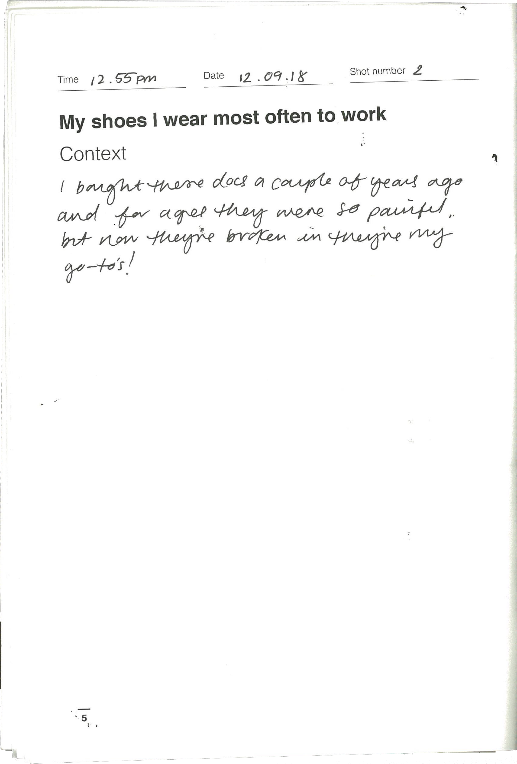 Time 12.55pm Date 12.09.18 Shot number 2
My shoes I wear most often to work
Context
I bought these docs a couple of years ago
and for ages they were so painful,
but now they're broken in they're my
go-to's!
5